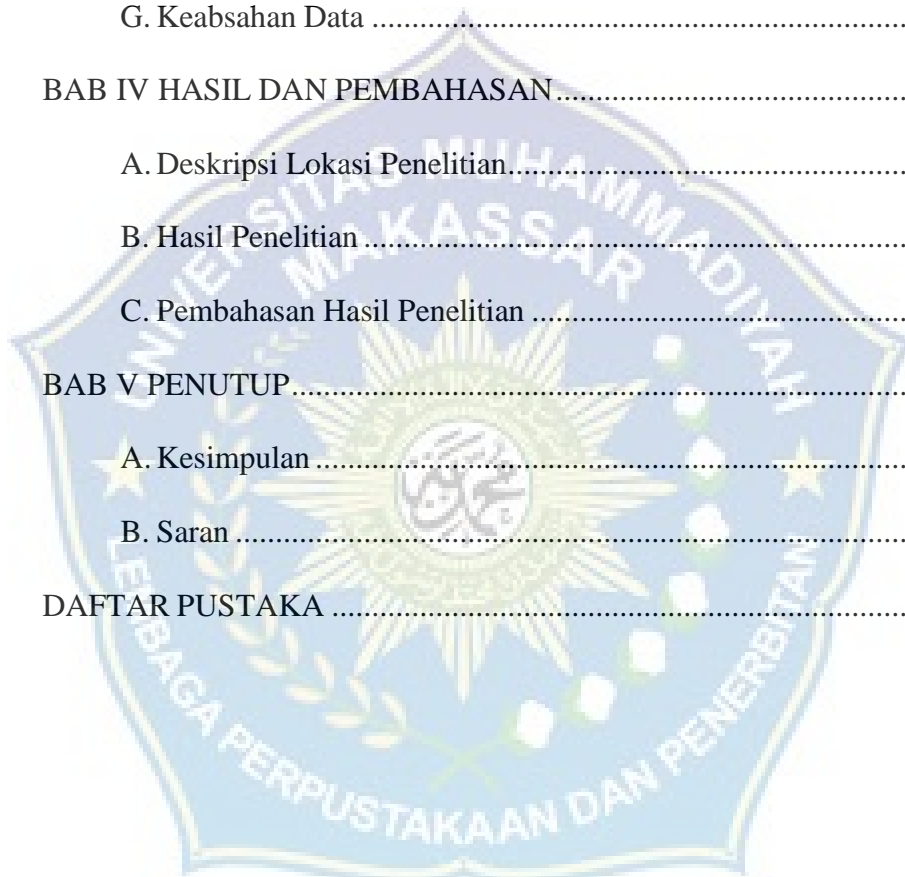 G. Keabsahan Data ........................................................................
BAB IV HASIL DAN PEMBAHASAN ...............................................
A. Deskripsi Lokasi Penelitian ......................................................
B. Hasil Penelitian .........................................................................
C. Pembahasan Hasil Penelitian ....................................................
BAB V PENUTUP .............................................................................
A. Kesimpulan ...............................................................................
B. Saran .........................................................................................
DAFTAR PUSTAKA .........................................................................
UNIVERSITAS MUHAMMADIYAH
MAKASSAR
LEMBAGA PERPUSTAKAAN DAN PENERBITAN